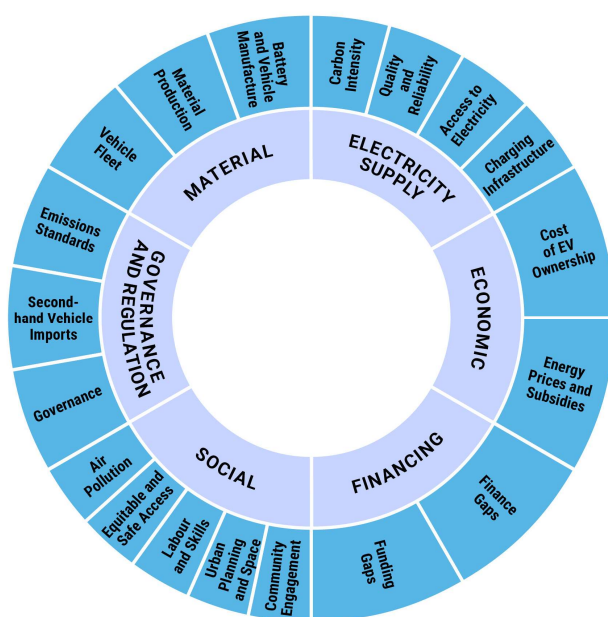 Battery
and Vehicle
Manufacture
Carbon
Intensity
Quality
and
Reliability
Access to
Electricity
Charging
Infrastructure
Cost
of EV
Ownership
Energy
Prices and
Subsidies
Finance
Gaps
Funding
Gaps
Community
Engagement
Urban
Planning
and Space
Labour
and Skills
Equitable and
Safe Access
Air
Pollution
Governance
Second-
hand Vehicle
Imports
Emissions
Standards
Vehicle
Fleet
Material
Production
MATERIAL
ELECTRICITY
SUPPLY
ECONOMIC
FINANCING
SOCIAL
GOVERNANCE
AND REGULATION